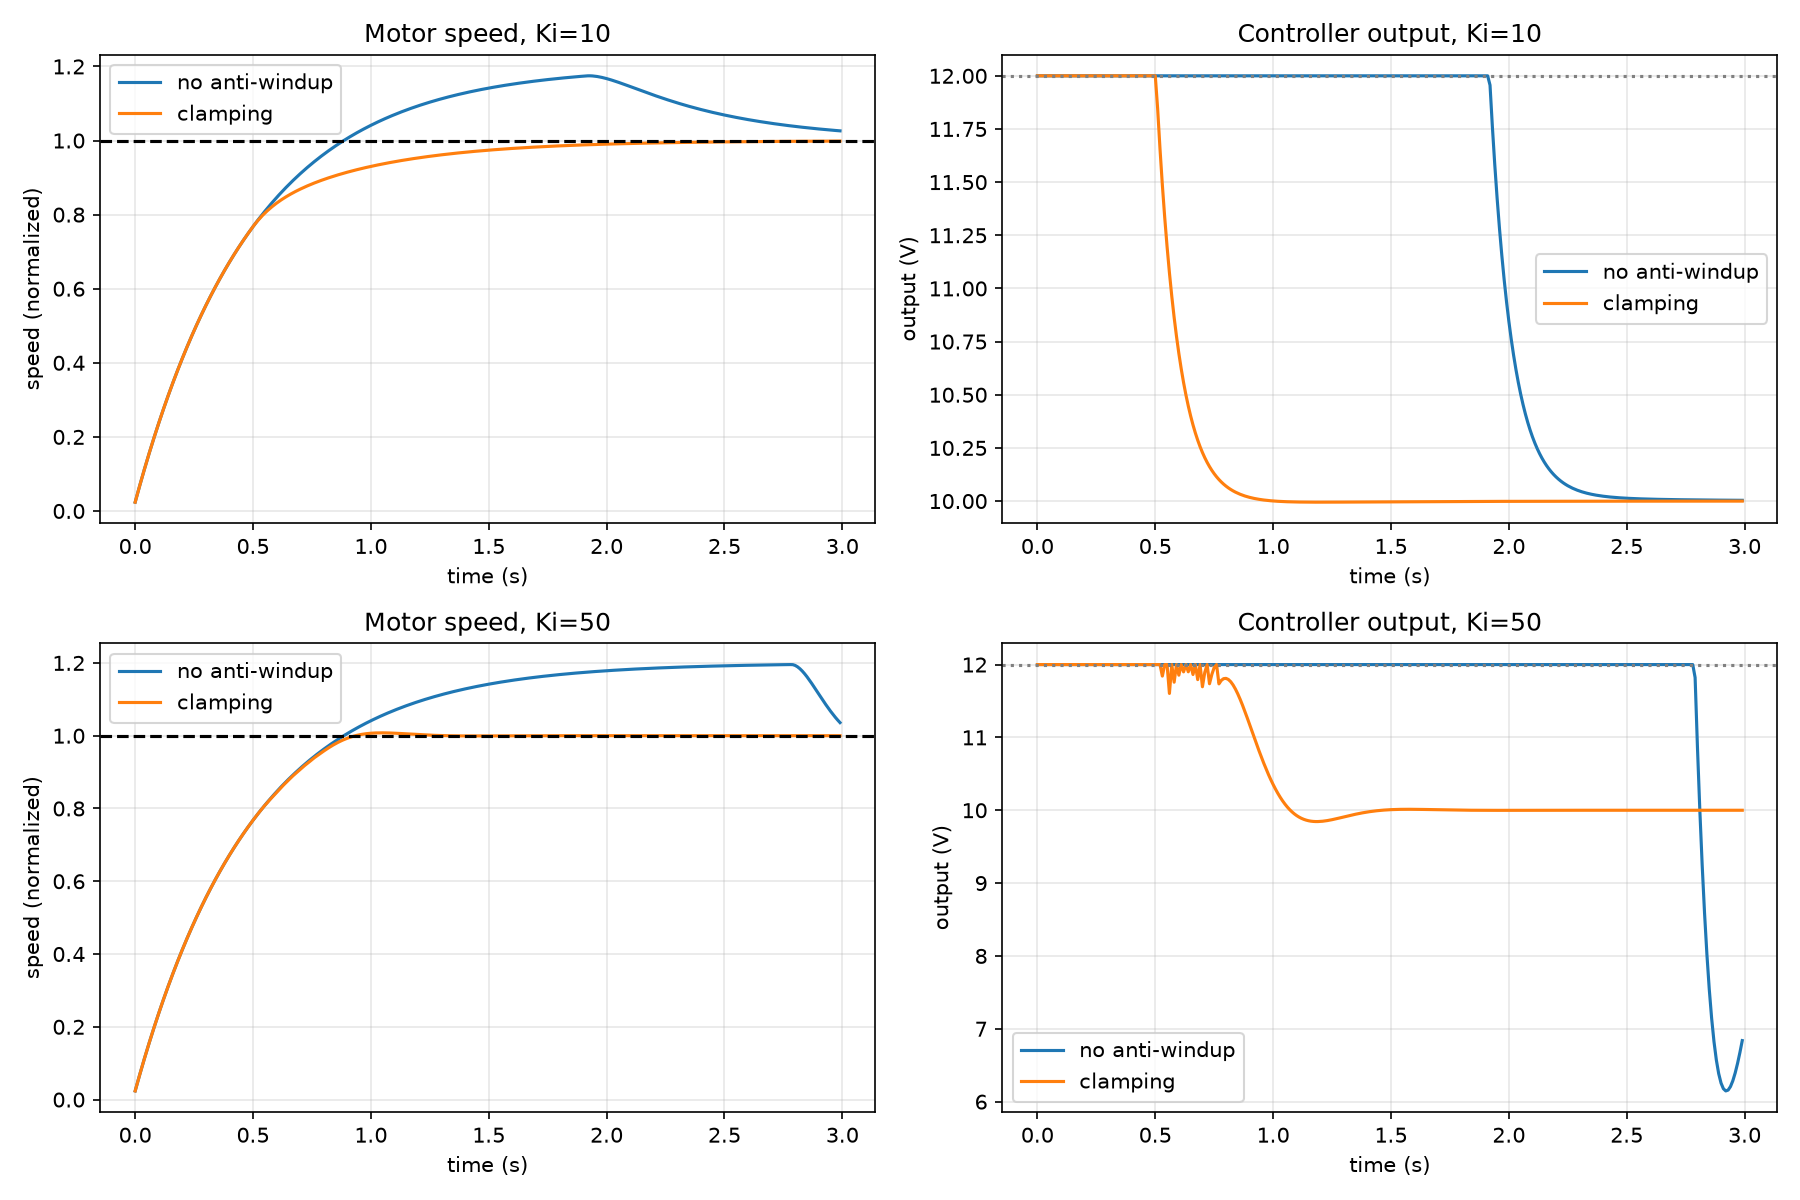 Motor speed, Ki=10
1.2
1.0
0.8
0.6
0.4
0.2
0.0
speed (normalized)
no anti-windup
clamping
0.0 0.5 1.0 1.5 2.0 2.5 3.0
time (s)
Controller output, Ki=10
12.00
11.75
11.50
11.25
11.00
10.75
10.50
10.25
10.00
output (V)
no anti-windup
clamping
0.0 0.5 1.0 1.5 2.0 2.5 3.0
time (s)
Motor speed, Ki=50
1.2
1.0
0.8
0.6
0.4
0.2
0.0
speed (normalized)
no anti-windup
clamping
0.0 0.5 1.0 1.5 2.0 2.5 3.0
time (s)
Controller output, Ki=50
12
11
10
9
8
7
6
output (V)
no anti-windup
clamping
0.0 0.5 1.0 1.5 2.0 2.5 3.0
time (s)